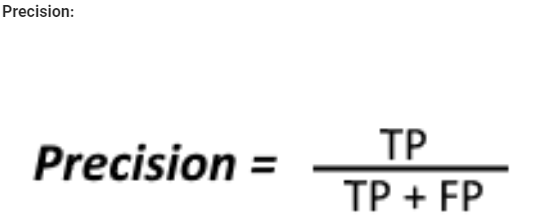 Precision:
Precision = TP
TP + FP